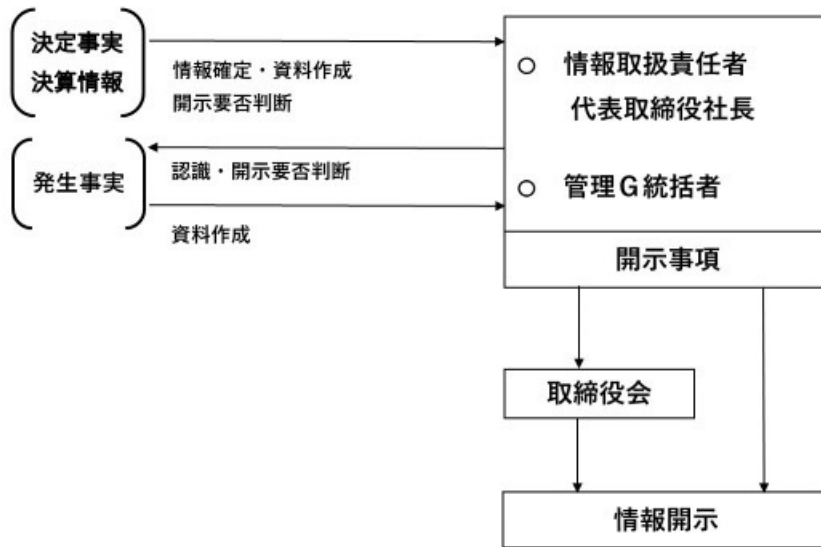 決定事実
決算情報
情報確定・資料作成
開示要否判断
○ 情報取扱責任者
代表取締役社長
発生事実
認識・開示要否判断
資料作成
○ 管理G統括者
開示事項
取締役会
情報開示